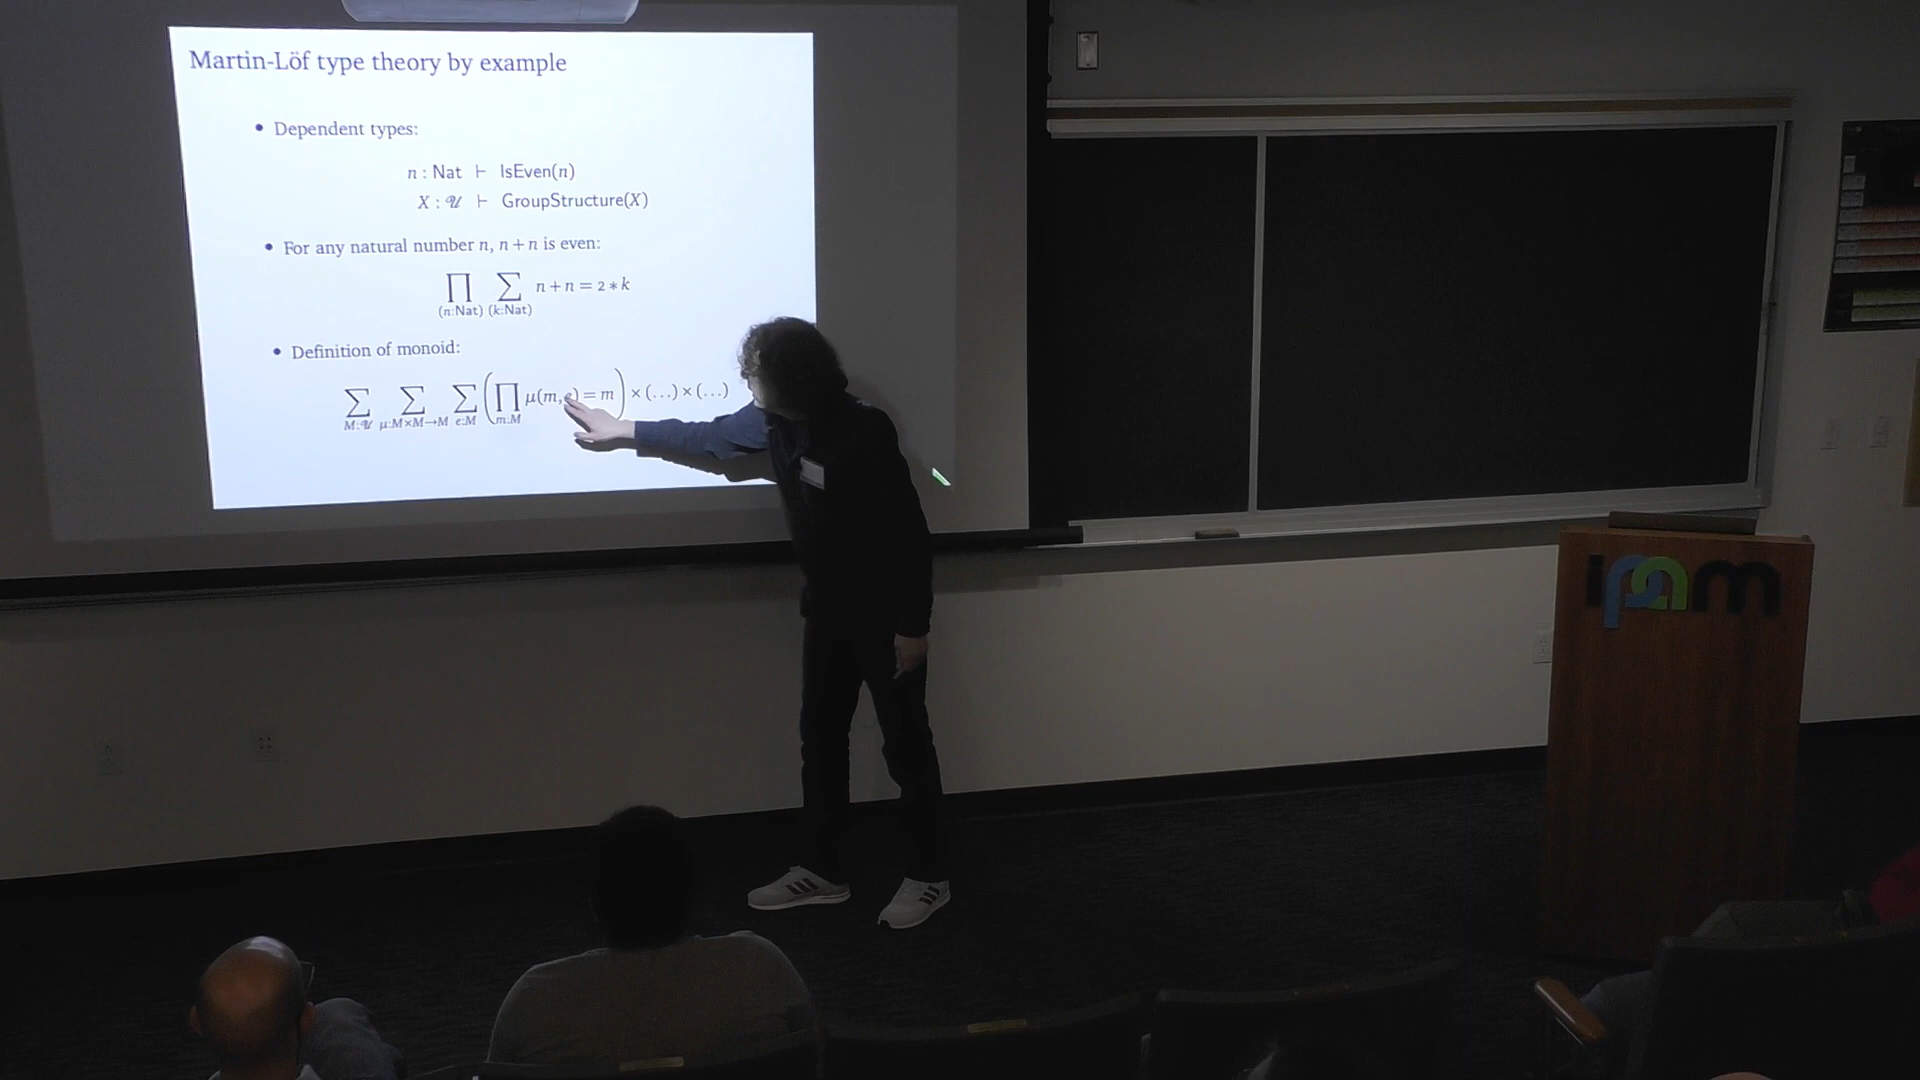 Martin-Löf type theory by example
• Dependent types:
n : Nat ⊢ IsEven(n)
X : 𝒰 ⊢ GroupStructure(X)
• For any natural number n, n + n is even:
∏ ∑ n + n = 2 * k
(n:Nat) (k:Nat)
• Definition of monoid:
∑ ∑ ∑ (∏ μ(m, e) = m) × (…) × (…)
M:𝒰 μ:M×M→M e:M m:M
ipam